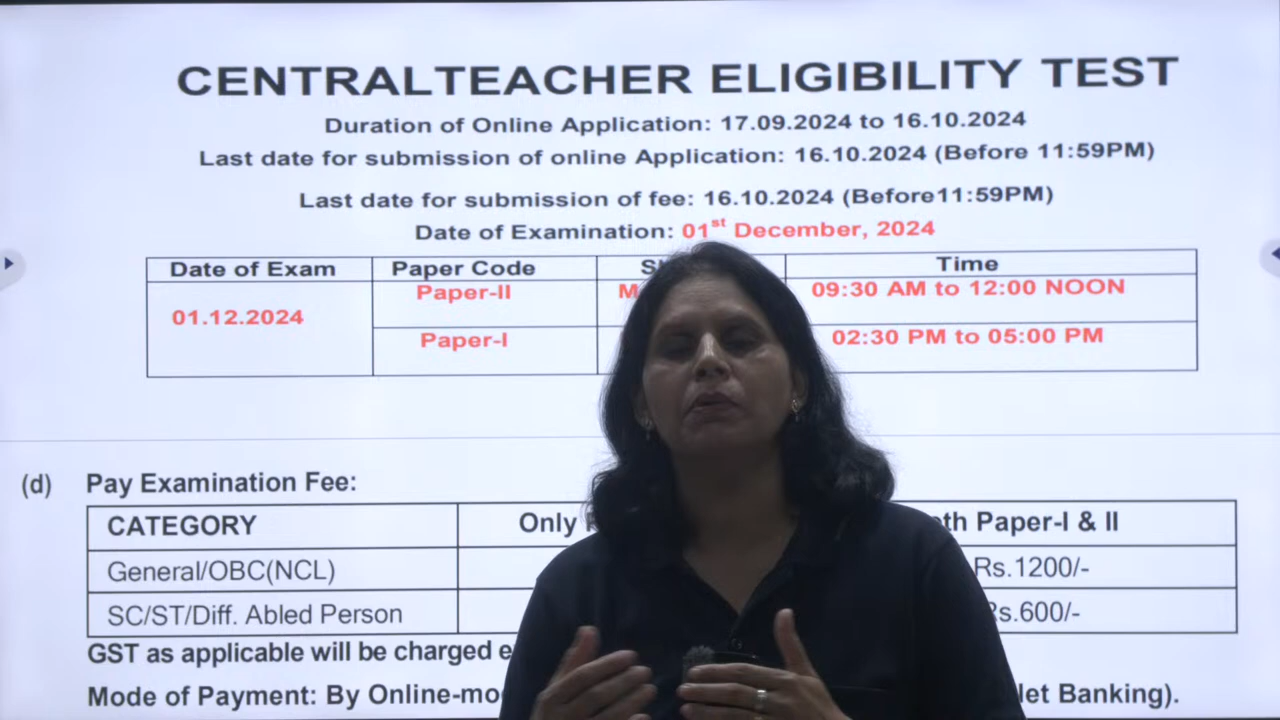 CENTRALTEACHER ELIGIBILITY TEST
Duration of Online Application: 17.09.2024 to 16.10.2024
Last date for submission of online Application: 16.10.2024 (Before 11:59PM)
Last date for submission of fee: 16.10.2024 (Before11:59PM)
Date of Examination: 01st December, 2024
Date of Exam Paper Code Time
Paper-II 09:30 AM to 12:00 NOON
01.12.2024
Paper-I 02:30 PM to 05:00 PM
(d) Pay Examination Fee:
CATEGORY Only Paper-I & II
General/OBC(NCL) Rs.1200/-
SC/ST/Diff. Abled Person Rs.600/-
GST as applicable will be charged
Mode of Payment: By Banking).